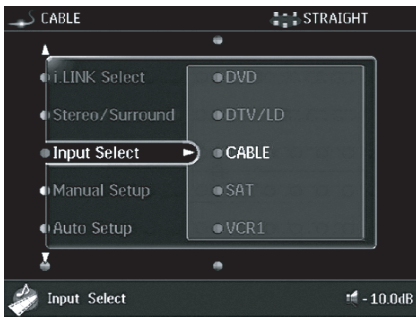 CABLE STRAIGHT
i.LINK Select DVD
Stereo/Surround DTV/LD
Input Select CABLE
Manual Setup SAT
Auto Setup VCR1
Input Select -10.0dB